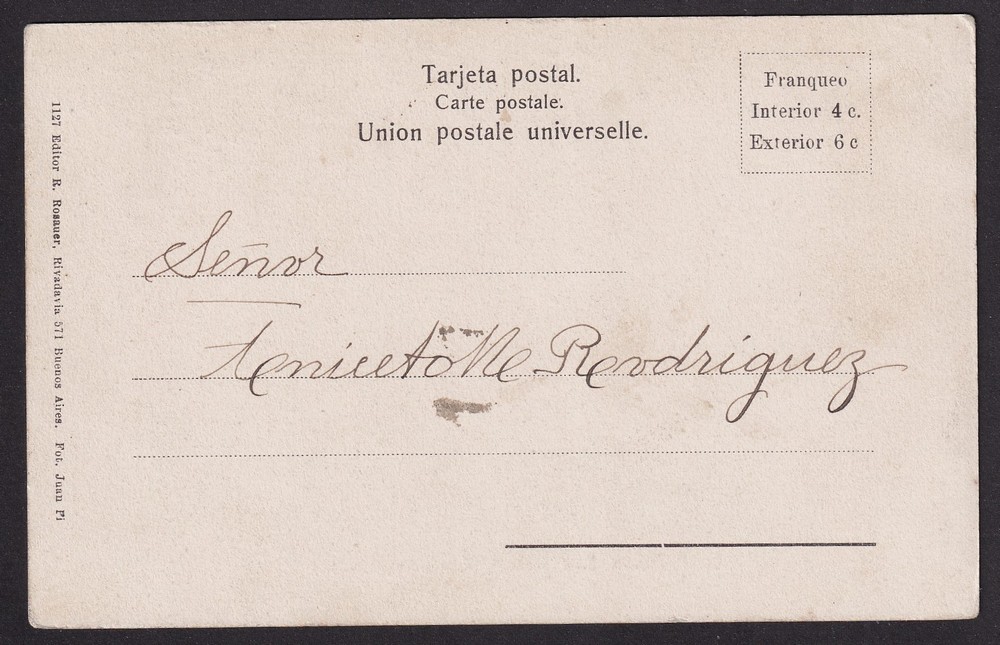 Tarjeta postal.
Carte postale.
Union postale universelle.
Franqueo
Interior 4 c.
Exterior 6 c
Señor
Rodriguez
1127 Editor R. Rosauer, Rivadavia 571 Buenos Aires. Fot. Juan Pi